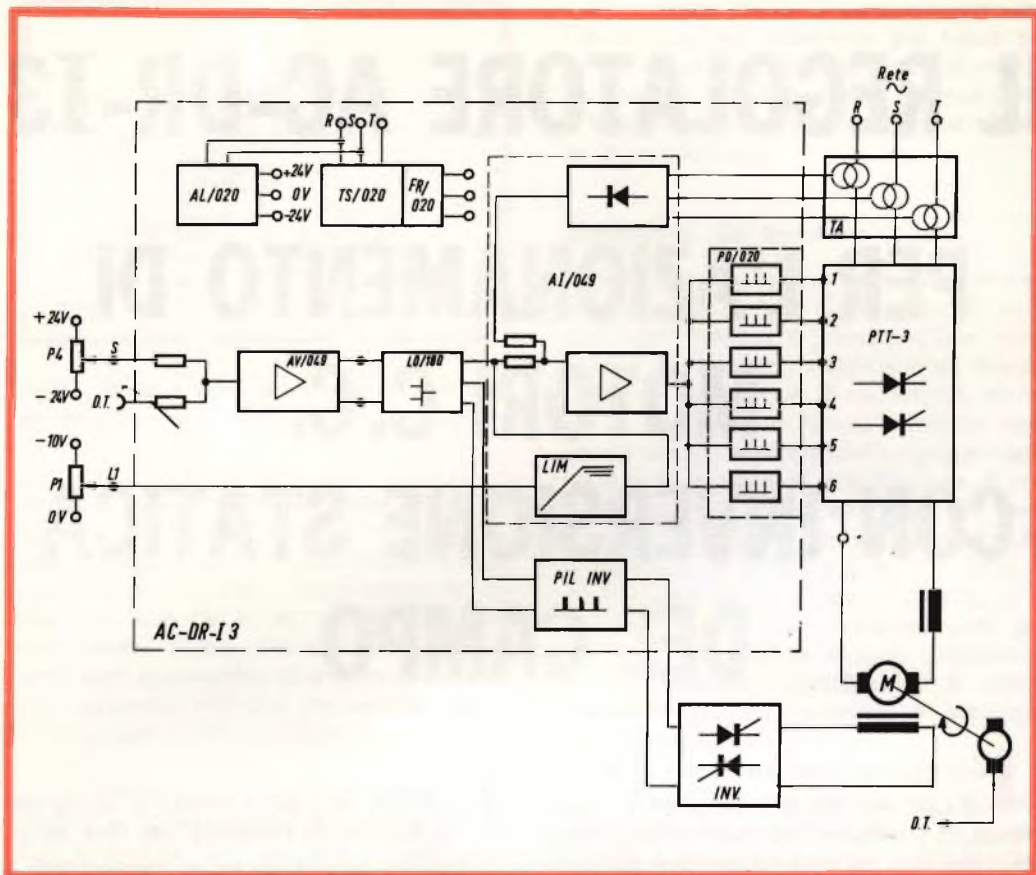 Rete
~
R S T
R S T
AL/020
+24V
0V
-24V
TS/020
FR/
020
TA
AI/049
PD/020
1
2
3
4
5
6
PTT-3
+24V
P4
S
-24V
D.T.
AV/049
LO/180
-10V
P1
L1
0V
LIM
PIL INV
AC-DR-I 3
M
INV.
D.T.